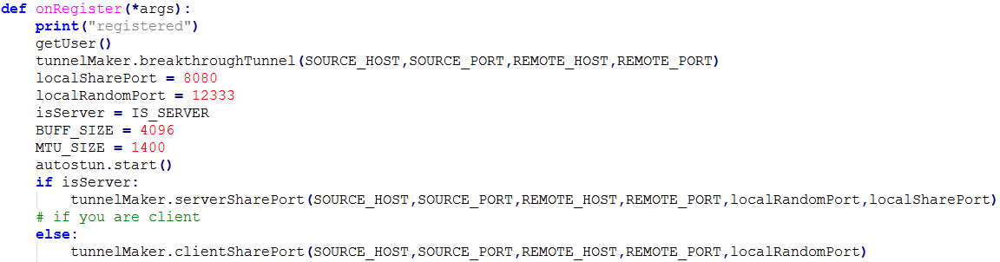 def onRegister(*args):
    print("registered")
    getUser()
    tunnelMaker.breakthroughTunnel(SOURCE_HOST,SOURCE_PORT,REMOTE_HOST,REMOTE_PORT)
    localSharePort = 8080
    localRandomPort = 12333
    isServer = IS_SERVER
    BUFF_SIZE = 4096
    MTU_SIZE = 1400
    autostun.start()
    if isServer:
        tunnelMaker.serverSharePort(SOURCE_HOST,SOURCE_PORT,REMOTE_HOST,REMOTE_PORT,localRandomPort,localSharePort)
    # if you are client
    else:
        tunnelMaker.clientSharePort(SOURCE_HOST,SOURCE_PORT,REMOTE_HOST,REMOTE_PORT,localRandomPort)